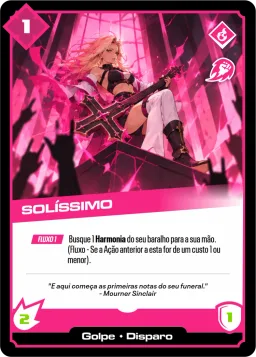 1
SOLÍSSIMO
FLUXO 1 Busque 1 Harmonia do seu baralho para a sua mão.
(Fluxo - Se a Ação anterior a esta for de um custo 1 ou
menor).
"E aqui começa as primeiras notas do seu funeral."
- Mourner Sinclair
2
1
Golpe • Disparo